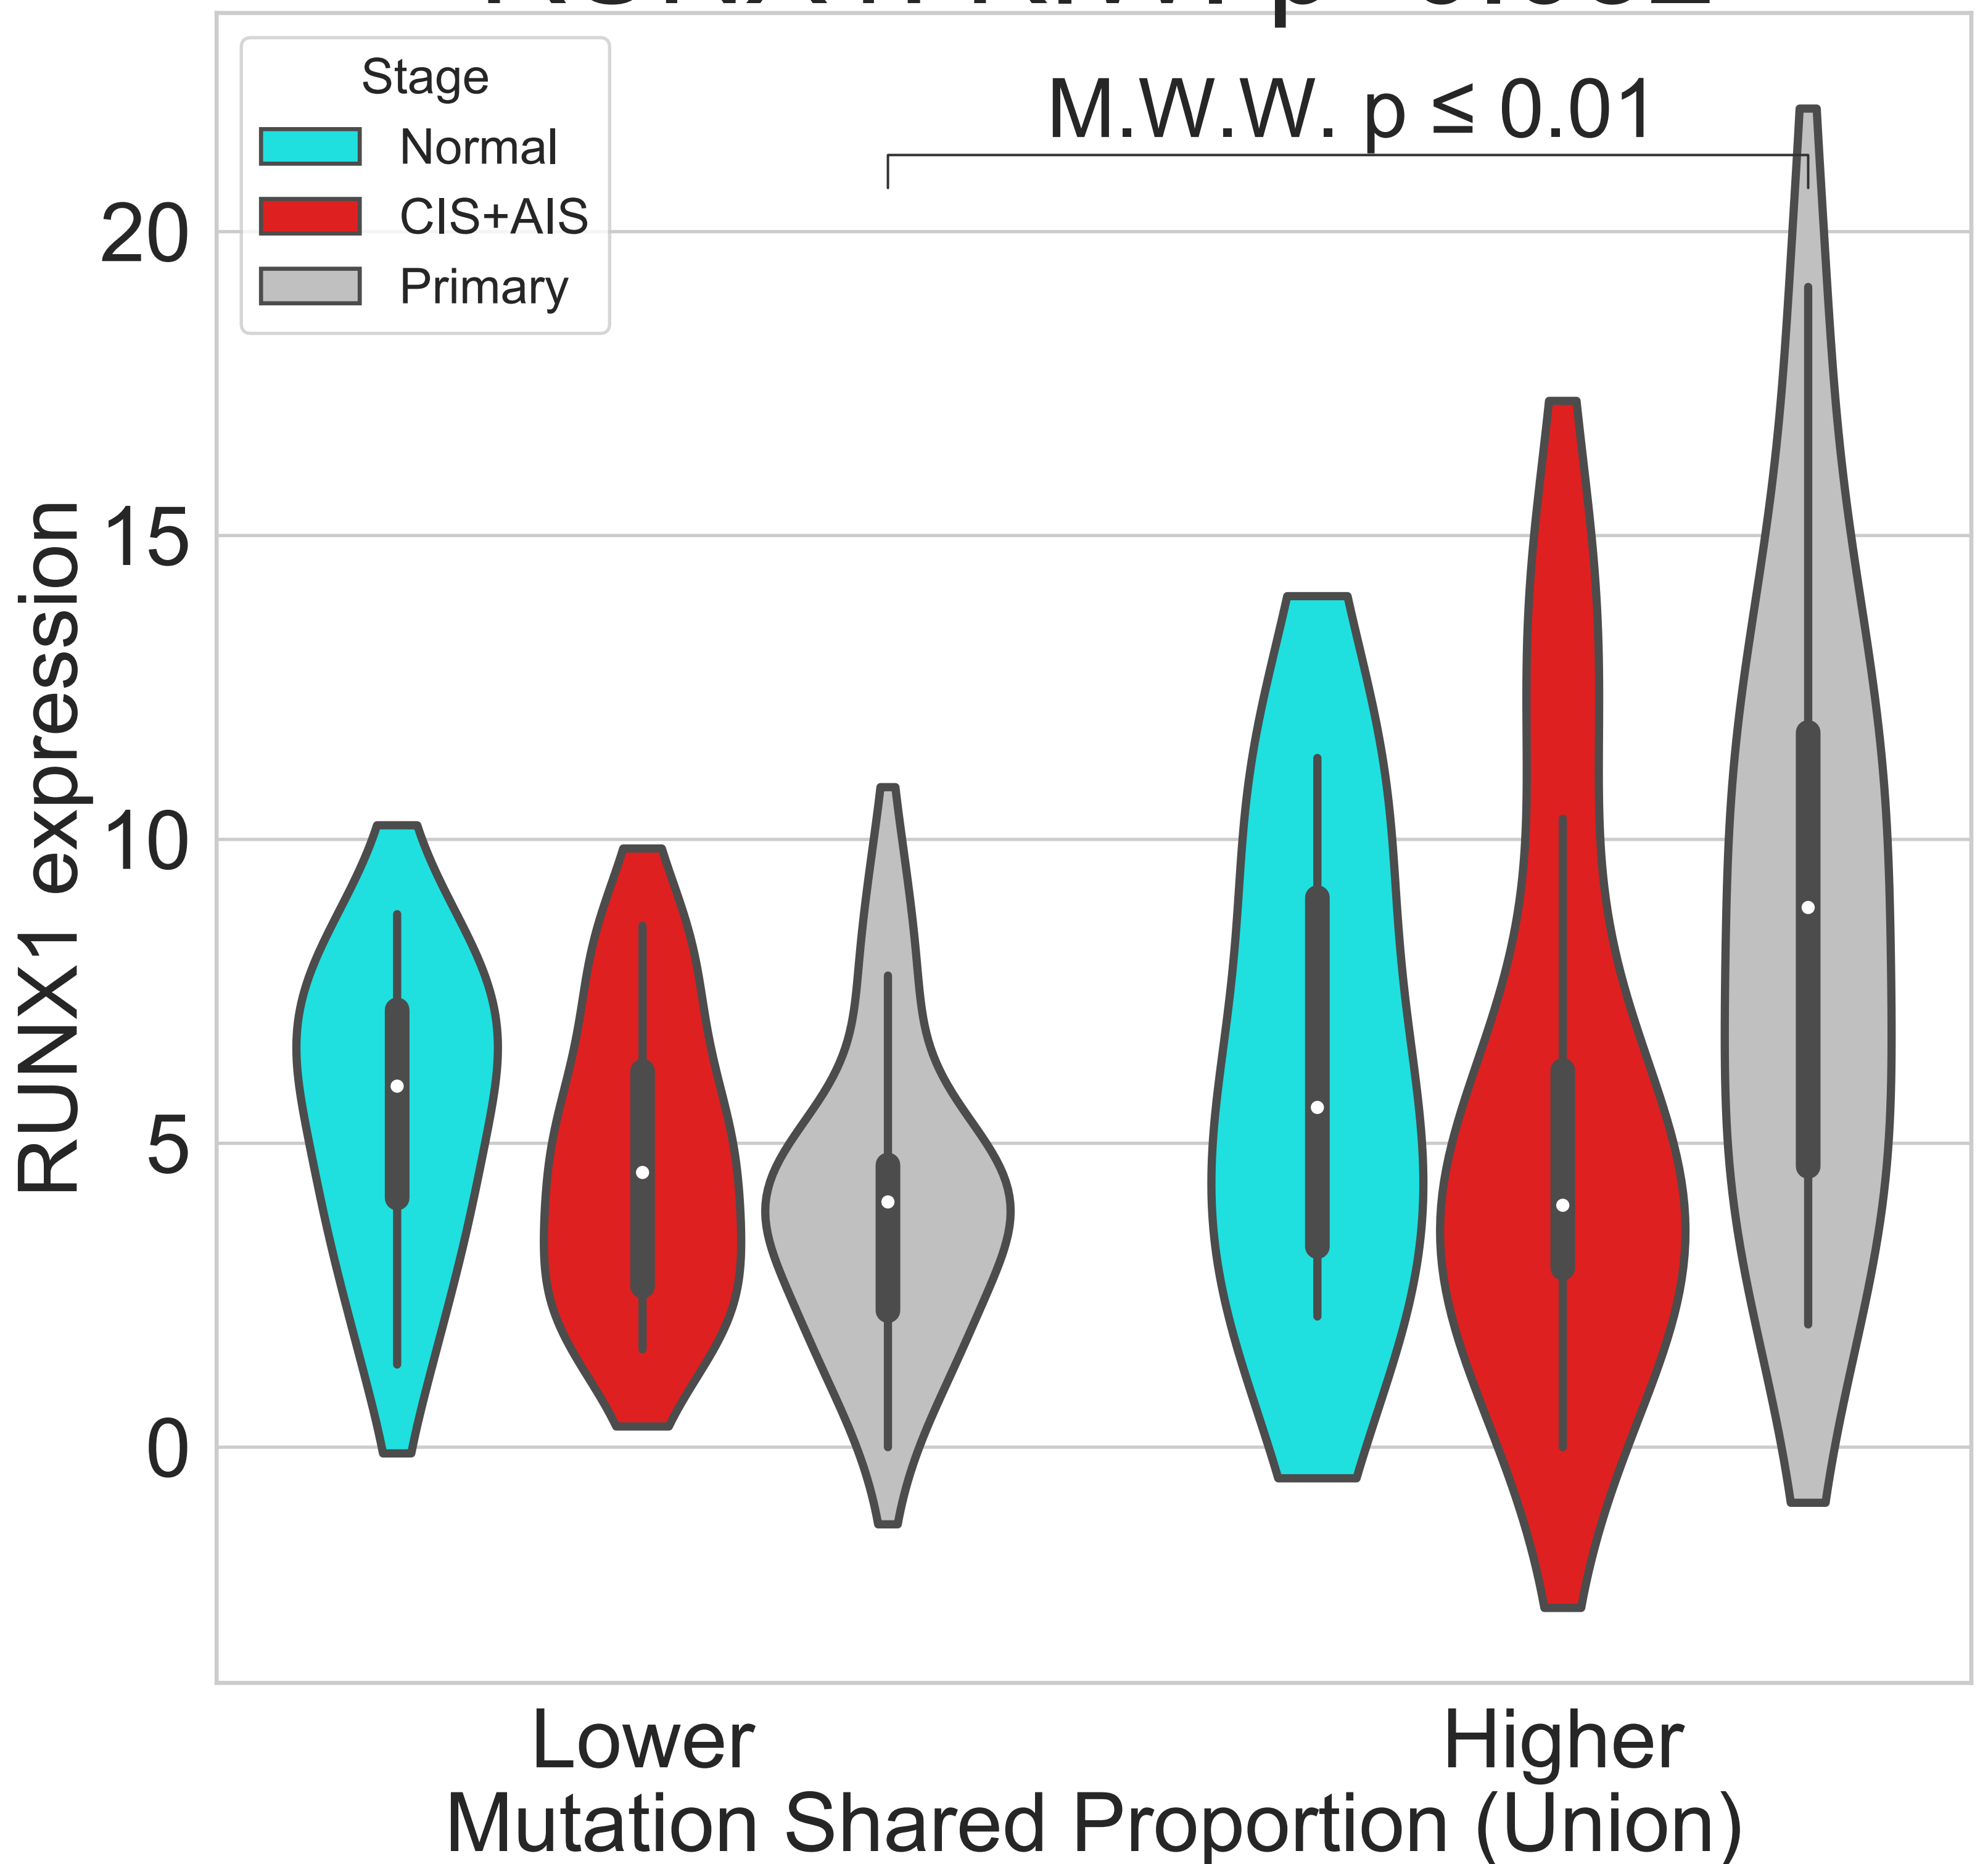 M.W.W. p ≤ 0.01
Stage
Normal
CIS+AIS
Primary
20
15
10
5
0
RUNX1 expression
Lower
Higher
Mutation Shared Proportion (Union)